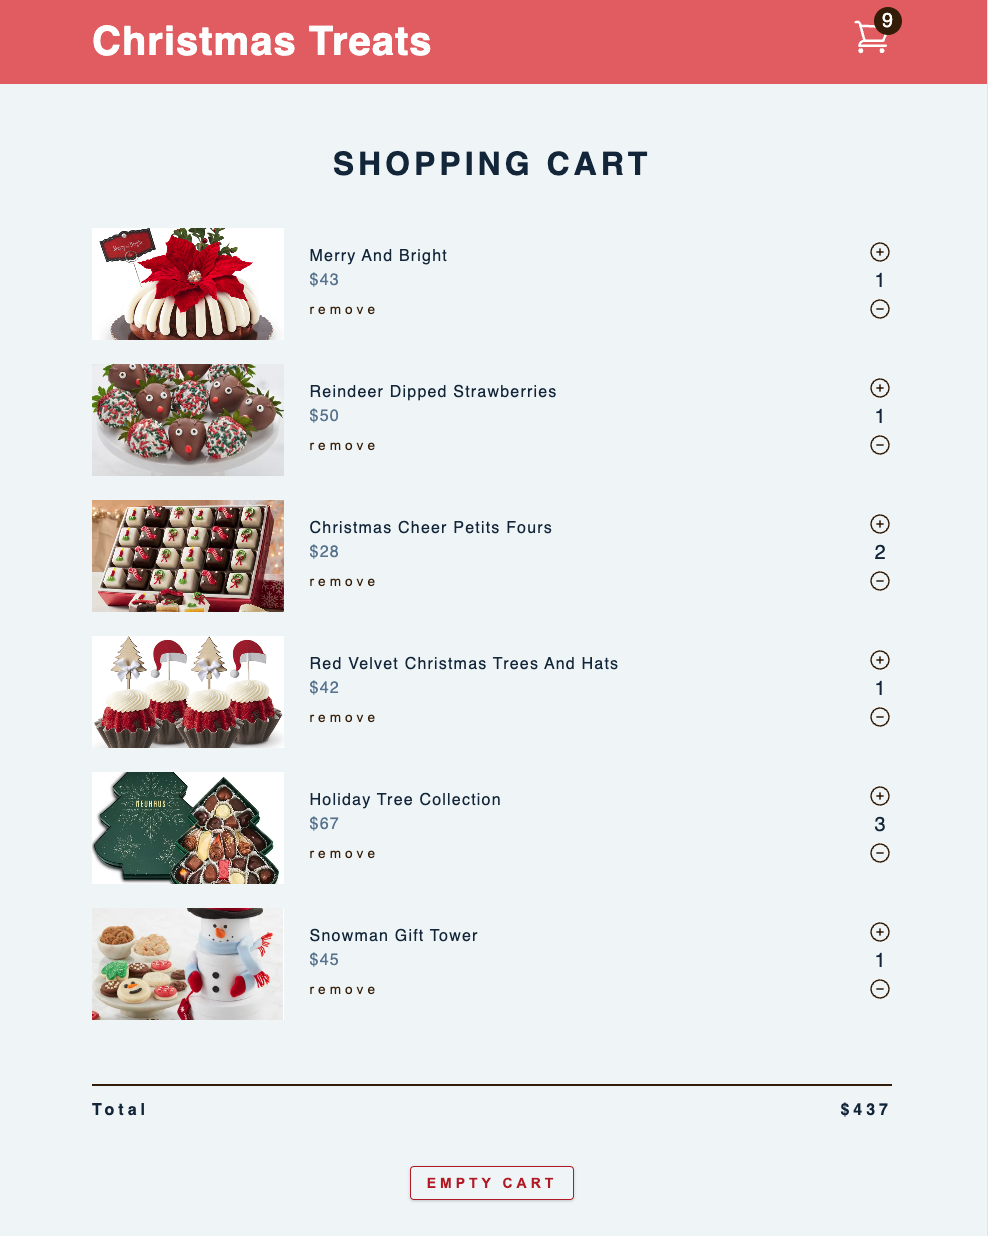 Christmas Treats
9
SHOPPING CART
Merry And Bright
$43
remove
1
Reindeer Dipped Strawberries
$50
remove
1
Christmas Cheer Petits Fours
$28
remove
2
Red Velvet Christmas Trees And Hats
$42
remove
1
NEUHAUS
Holiday Tree Collection
$67
remove
3
Snowman Gift Tower
$45
remove
1
Total
$437
EMPTY CART